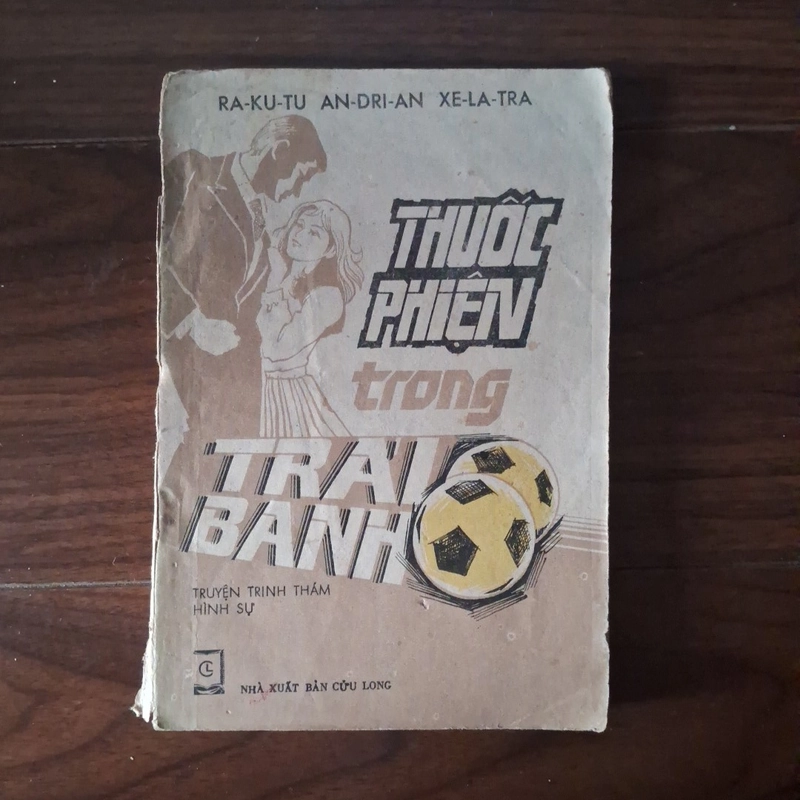 RA-KU-TU AN-DRI-AN XE-LA-TRA
THUỐC
PHIỆN
trong
TRÁI
BANH
TRUYỆN TRINH THÁM
HÌNH SỰ
CL
NHÀ XUẤT BẢN CỬU LONG